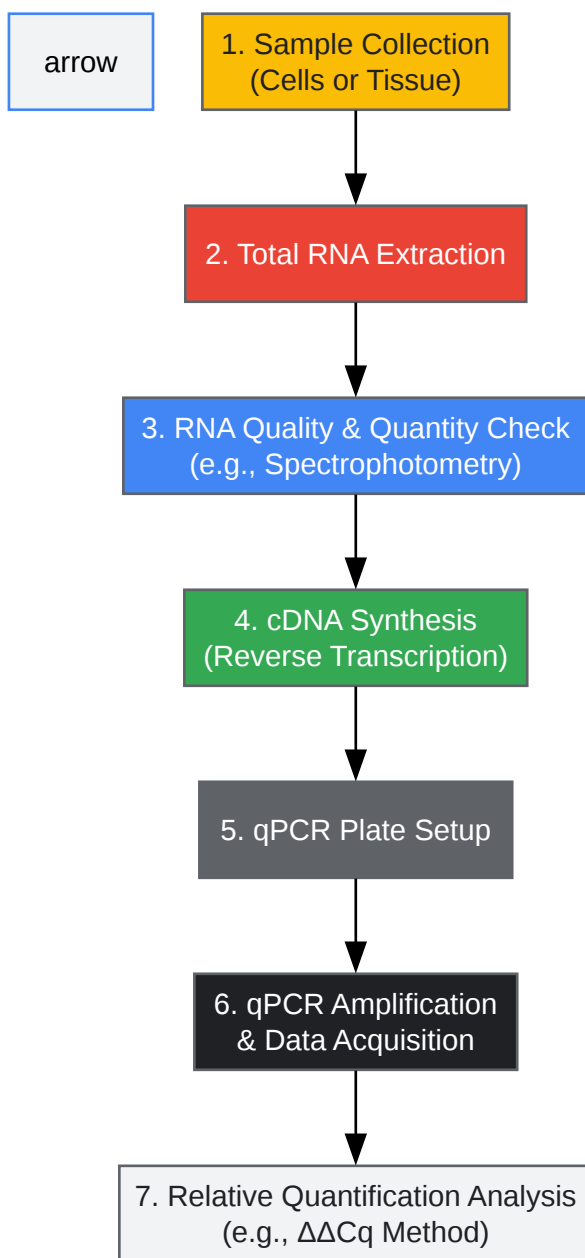 arrow
1. Sample Collection
(Cells or Tissue)
2. Total RNA Extraction
3. RNA Quality & Quantity Check
(e.g., Spectrophotometry)
4. cDNA Synthesis
(Reverse Transcription)
5. qPCR Plate Setup
6. qPCR Amplification
& Data Acquisition
7. Relative Quantification Analysis
(e.g., ΔΔCq Method)